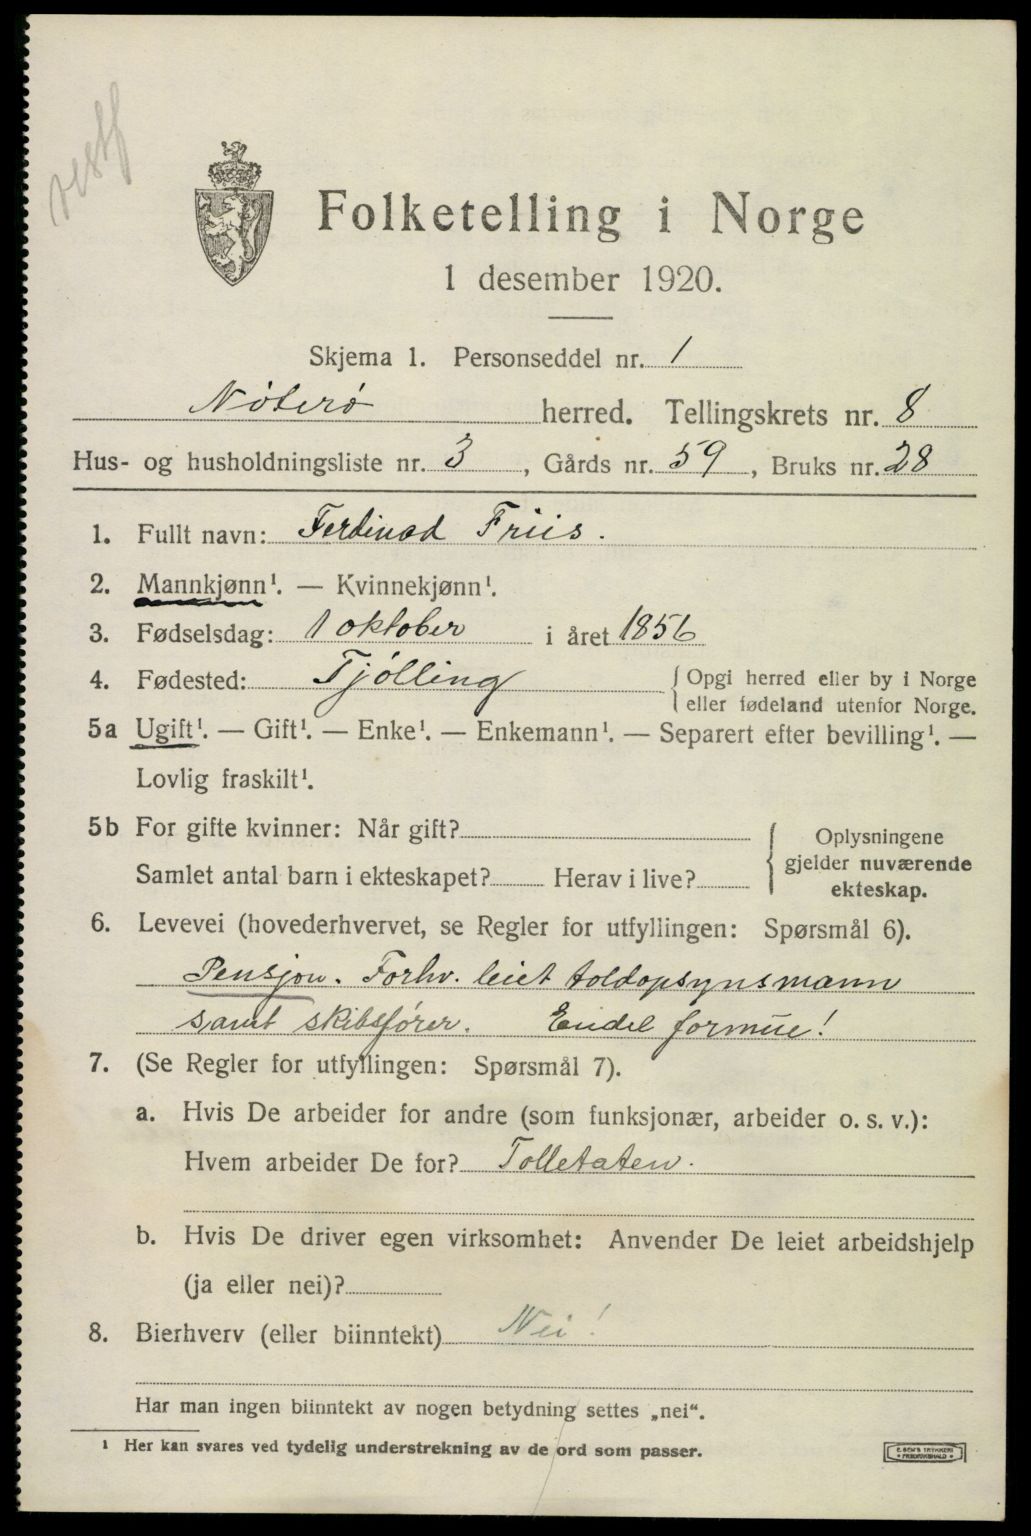 Folketelling i Norge
1 desember 1920.
Skjema 1. Personseddel nr. 1
Nøterø herred. Tellingskrets nr. 8
Hus- og husholdningsliste nr. 3, Gårds nr. 59, Bruks nr. 28
1. Fullt navn: Ferdinad Friis.
2. Mannkjønn¹. — Kvinnekjønn¹.
3. Fødselsdag: 1 oktober i året 1856
4. Fødested: Tjølling { Opgi herred eller by i Norge
eller fødeland utenfor Norge.
5a Ugift¹. — Gift¹. — Enke¹. — Enkemann¹. — Separert efter bevilling¹. —
Lovlig fraskilt¹.
5b For gifte kvinner: Når gift?
Samlet antal barn i ekteskapet? Herav i live?
{ Oplysningene
gjelder nuværende
ekteskap.
6. Levevei (hovederhvervet, se Regler for utfyllingen: Spørsmål 6).
Pensjon. Forhv. leiet toldopsynsmann
samt skibsfører. Endel formue!
7. (Se Regler for utfyllingen: Spørsmål 7).
a. Hvis De arbeider for andre (som funksjonær, arbeider o. s. v.):
Hvem arbeider De for? Tolletaten.
b. Hvis De driver egen virksomhet: Anvender De leiet arbeidshjelp
(ja eller nei)?
8. Bierhverv (eller biinntekt) Nei!
Har man ingen biinntekt av nogen betydning settes „nei“.
¹ Her kan svares ved tydelig understrekning av de ord som passer.